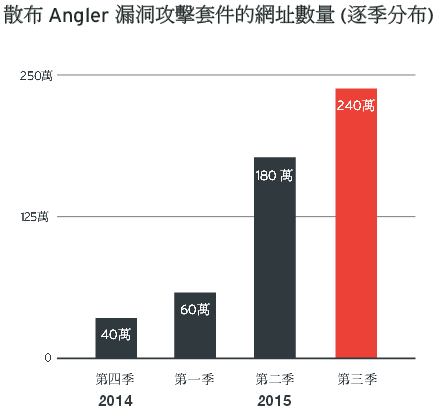 散布 Angler 漏洞攻擊套件的網址數量 (逐季分布)
250萬
240萬
180 萬
125萬
60萬
40萬
0
第四季 第一季 第二季 第三季
2014 2015